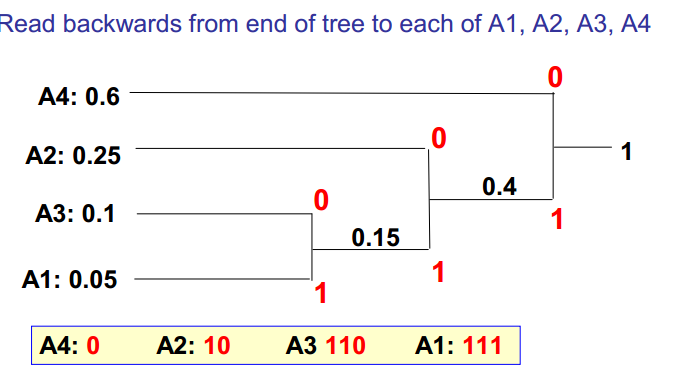 Read backwards from end of tree to each of A1, A2, A3, A4
0
A4: 0.6
0
A2: 0.25
1
0.4
0
A3: 0.1
1
0.15
1
A1: 0.05
1
A4: 0 A2: 10 A3 110 A1: 111